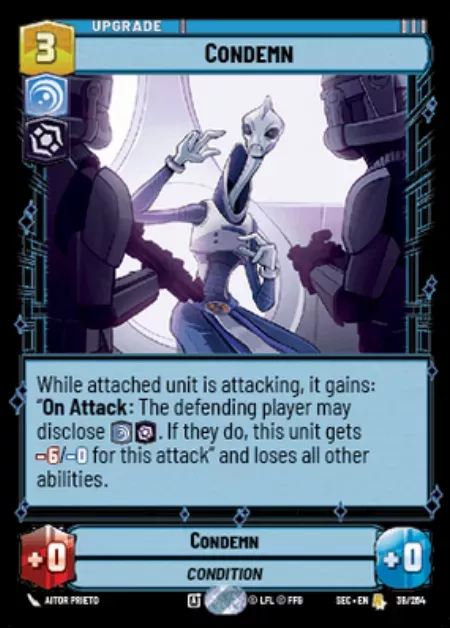 UPGRADE
3
CONDEMN
While attached unit is attacking, it gains:
"On Attack: The defending player may
disclose . If they do, this unit gets
-6/-0 for this attack" and loses all other
abilities.
+0
CONDEMN
+0
CONDITION
AITOR PRIETO
© LFL © FFG
SEC • EN
38/264